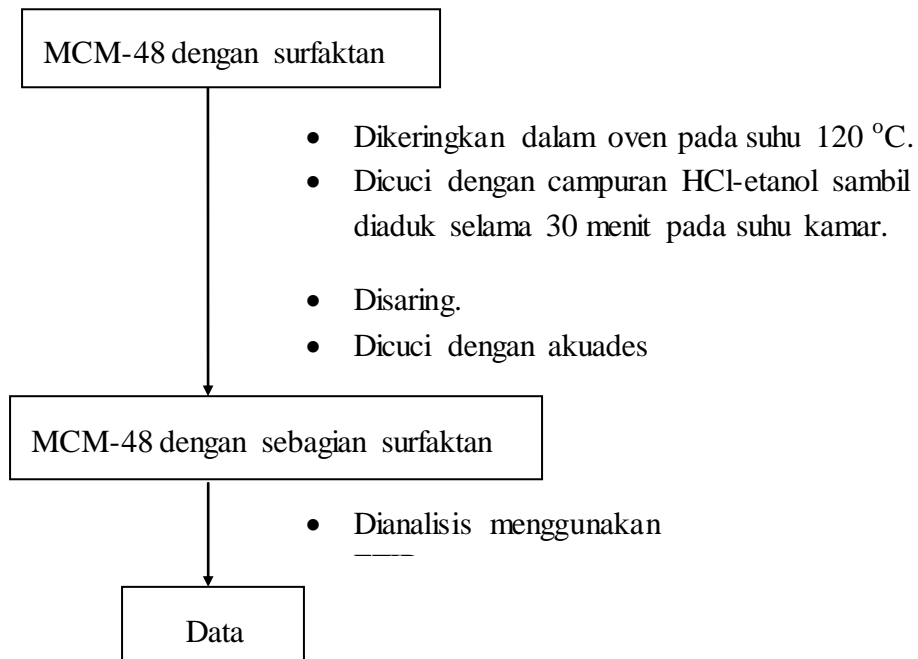 MCM-48 dengan surfaktan
• Dikeringkan dalam oven pada suhu 120 °C.
• Dicuci dengan campuran HCl-etanol sambil
diaduk selama 30 menit pada suhu kamar.
• Disaring.
• Dicuci dengan akuades
MCM-48 dengan sebagian surfaktan
• Dianalisis menggunakan
Data